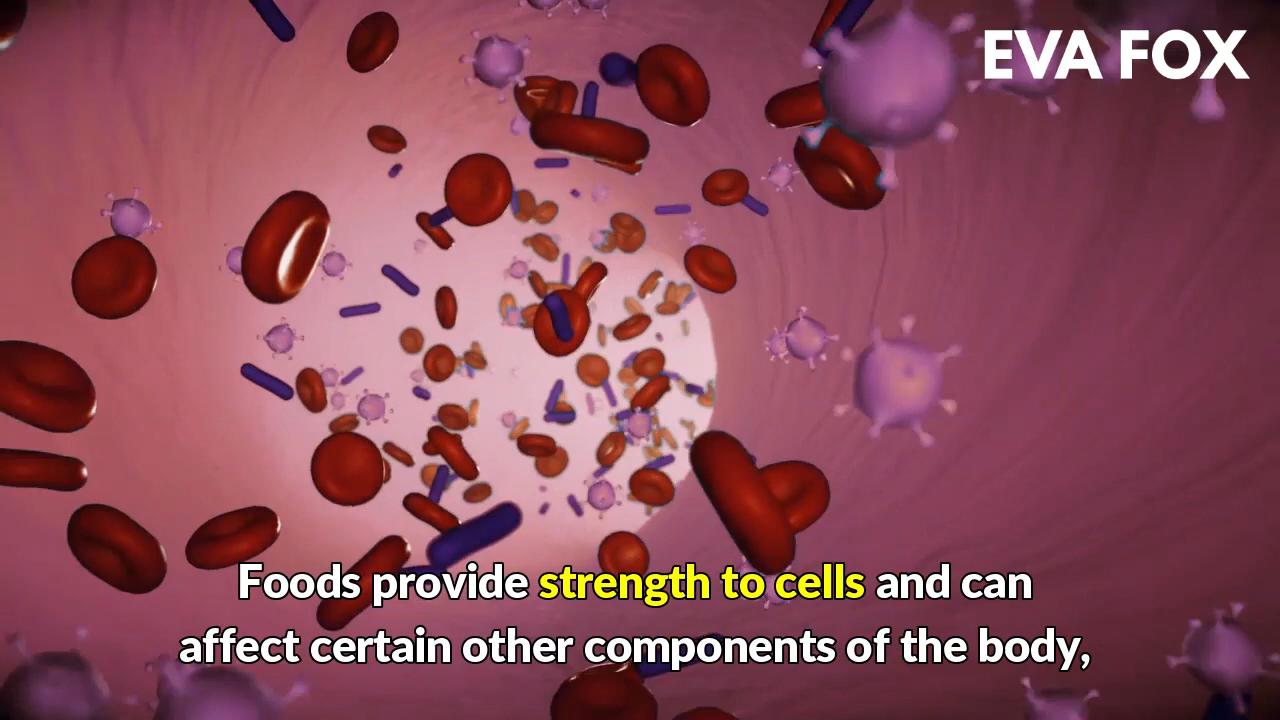 EVA FOX
Foods provide strength to cells and can
affect certain other components of the body,